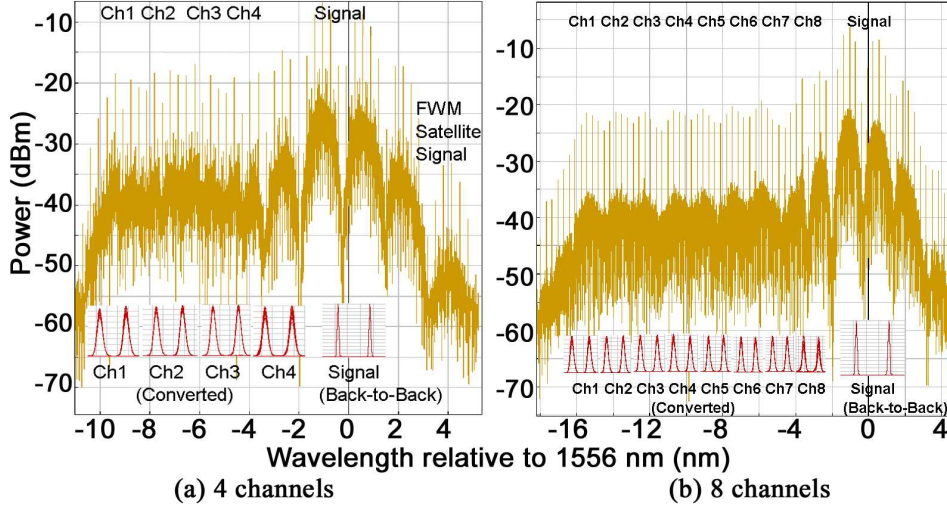 Ch1 Ch2 Ch3 Ch4 Signal
-10
-20
-30
-40
-50
-60
-70
Power (dBm)
FWM
Satellite
Signal
Ch1 Ch2 Ch3 Ch4 Signal
(Converted) (Back-to-Back)
-10 -8 -6 -4 -2 0 2 4
Ch1 Ch2 Ch3 Ch4 Ch5 Ch6 Ch7 Ch8 Signal
-10
-20
-30
-40
-50
-60
-70
Ch1 Ch2 Ch3 Ch4 Ch5 Ch6 Ch7 Ch8 Signal
(Converted) (Back-to-Back)
-16 -12 -8 -4 0 4
Wavelength relative to 1556 nm (nm)
(a) 4 channels
(b) 8 channels